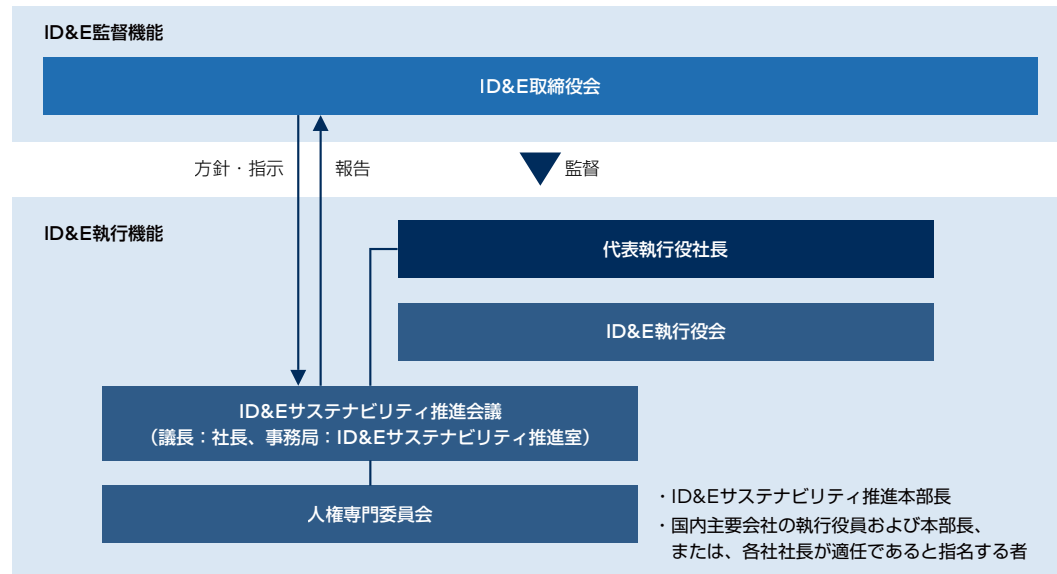 ID&E監督機能
ID&E取締役会
方針・指示
報告
監督
ID&E執行機能
代表執行役社長
ID&E執行役会
ID&Eサステナビリティ推進会議
（議長：社長、事務局：ID&Eサステナビリティ推進室）
人権専門委員会
・ID&Eサステナビリティ推進本部長
・国内主要会社の執行役員および本部長、
または、各社社長が適任であると指名する者